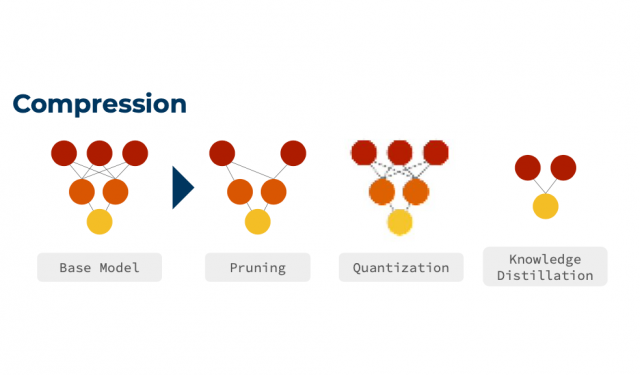 Compression
Base Model
Pruning
Quantization
Knowledge
Distillation